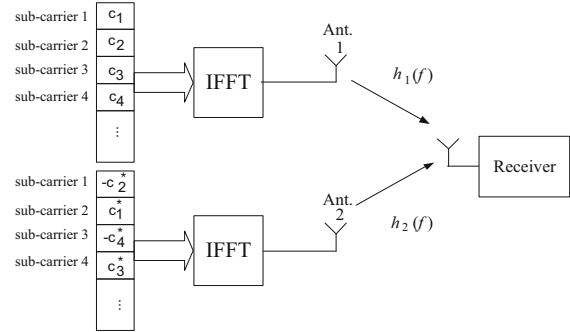 sub-carrier 1 c₁
sub-carrier 2 c₂
sub-carrier 3 c₃
sub-carrier 4 c₄
⋮
IFFT
Ant.
1
h₁(f)
Receiver
sub-carrier 1 -c₂*
sub-carrier 2 c₁*
sub-carrier 3 -c₄*
sub-carrier 4 c₃*
⋮
IFFT
Ant.
2
h₂(f)